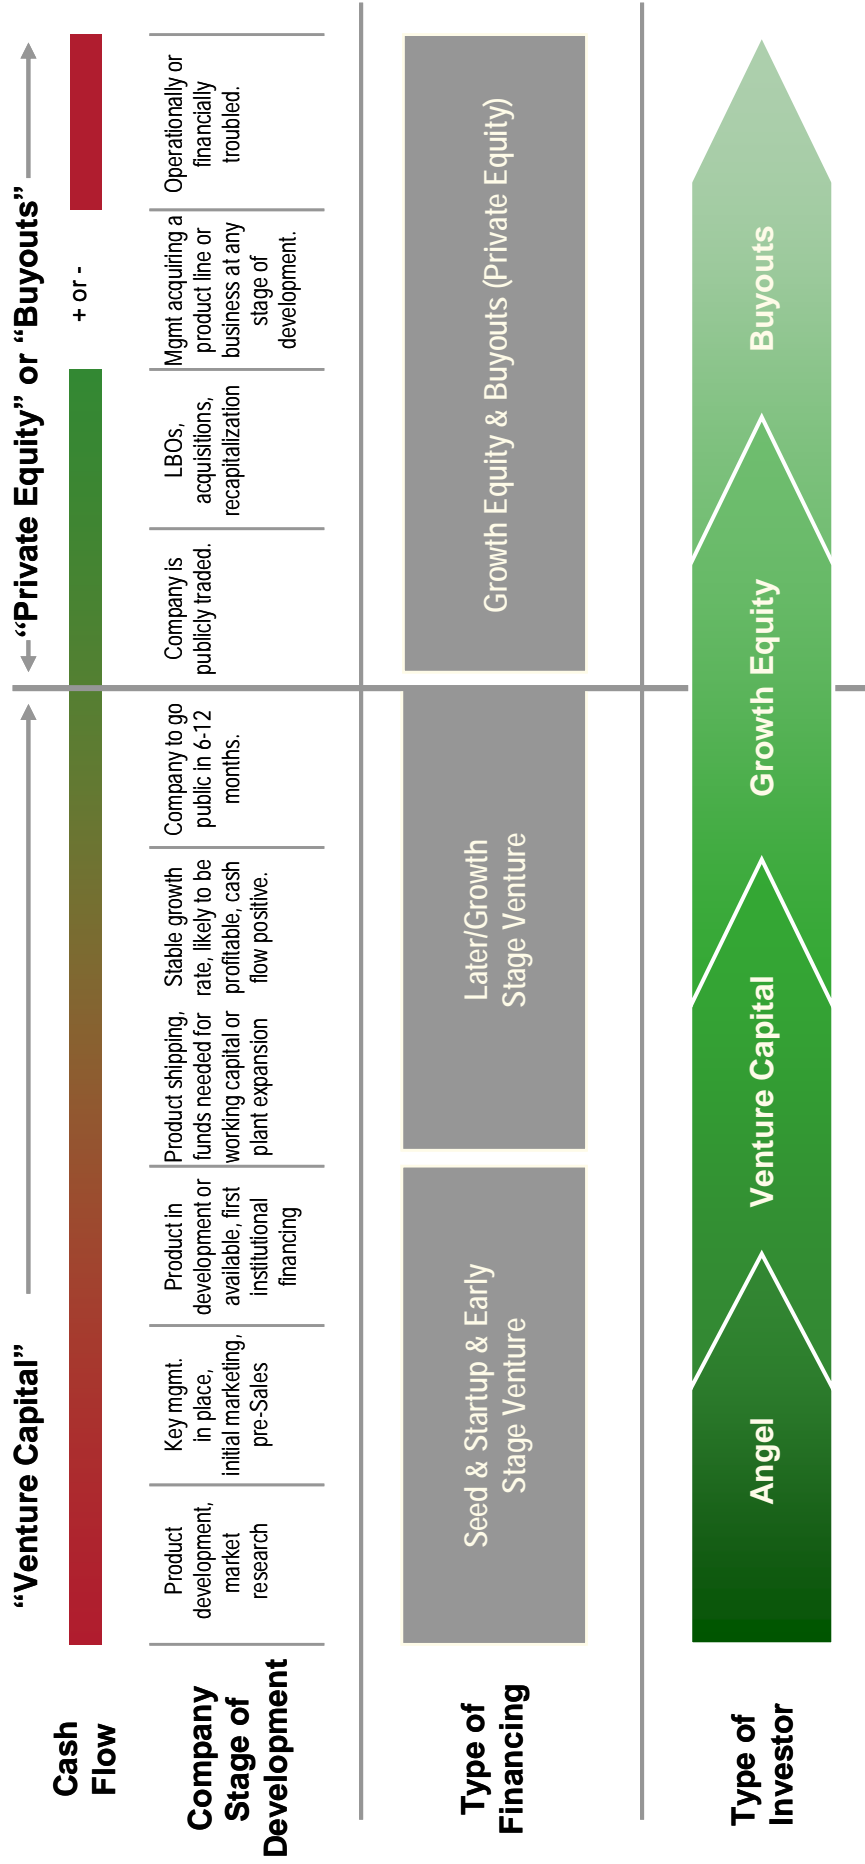 “Venture Capital”
“Private Equity” or “Buyouts”
Cash
Flow
+ or -
Company
Stage of
Development
Product
development,
market
research
Key mgmt.
in place,
initial marketing,
pre-Sales
Product in
development or
available, first
institutional
financing
Product shipping,
funds needed for
working capital or
plant expansion
Stable growth
rate, likely to be
profitable, cash
flow positive.
Company to go
public in 6-12
months.
Company is
publicly traded.
LBOs,
acquisitions,
recapitalization
Mgmt acquiring a
product line or
business at any
stage of
development.
Operationally or
financially
troubled.
Type of
Financing
Seed & Startup & Early
Stage Venture
Later/Growth
Stage Venture
Growth Equity & Buyouts (Private Equity)
Type of
Investor
Angel
Venture Capital
Growth Equity
Buyouts